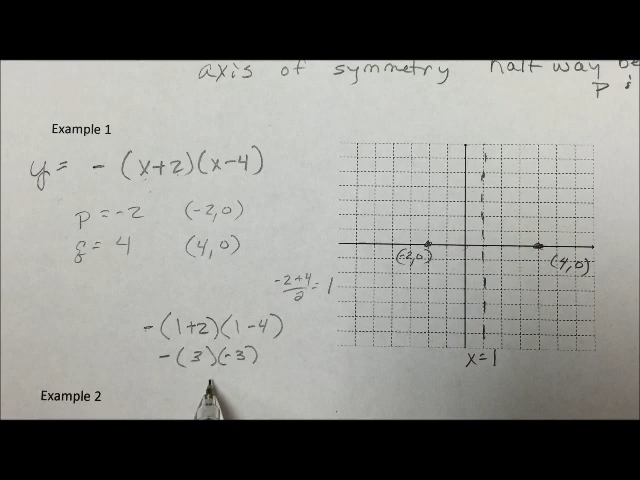 axis of symmetry half way be
p &
Example 1
y = - (x+2)(x-4)
p = -2 (-2,0)
q = 4 (4,0)
-2+4/2 = 1
-(1+2)(1-4)
-(3)(-3)
(-2,0)
(4,0)
x=1
Example 2